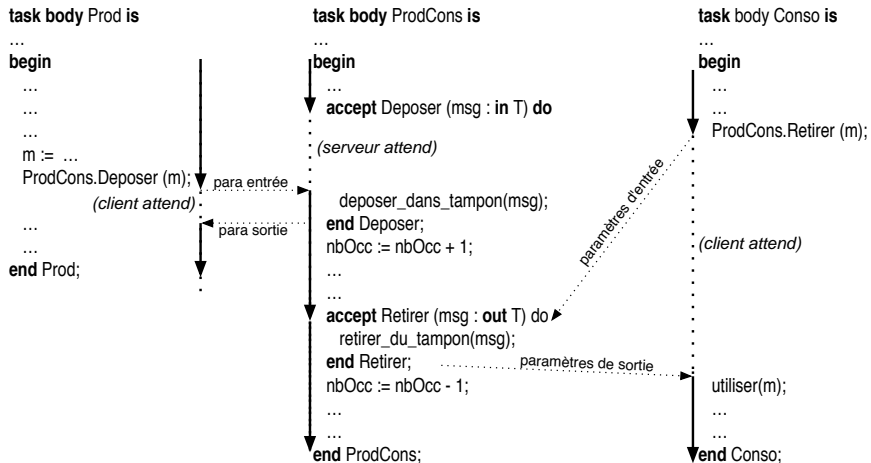 task body Prod is
…
begin
…
…
…
m := …
ProdCons.Deposer (m);
(client attend)
…
…
end Prod;
para entrée
para sortie
task body ProdCons is
…
begin
…
accept Deposer (msg : in T) do
(serveur attend)
deposer_dans_tampon(msg);
end Deposer;
nbOcc := nbOcc + 1;
…
…
accept Retirer (msg : out T) do
retirer_du_tampon(msg);
end Retirer;
nbOcc := nbOcc - 1;
…
…
end ProdCons;
paramètres d'entrée
paramètres de sortie
task body Conso is
…
begin
…
…
ProdCons.Retirer (m);
(client attend)
utiliser(m);
…
…
end Conso;